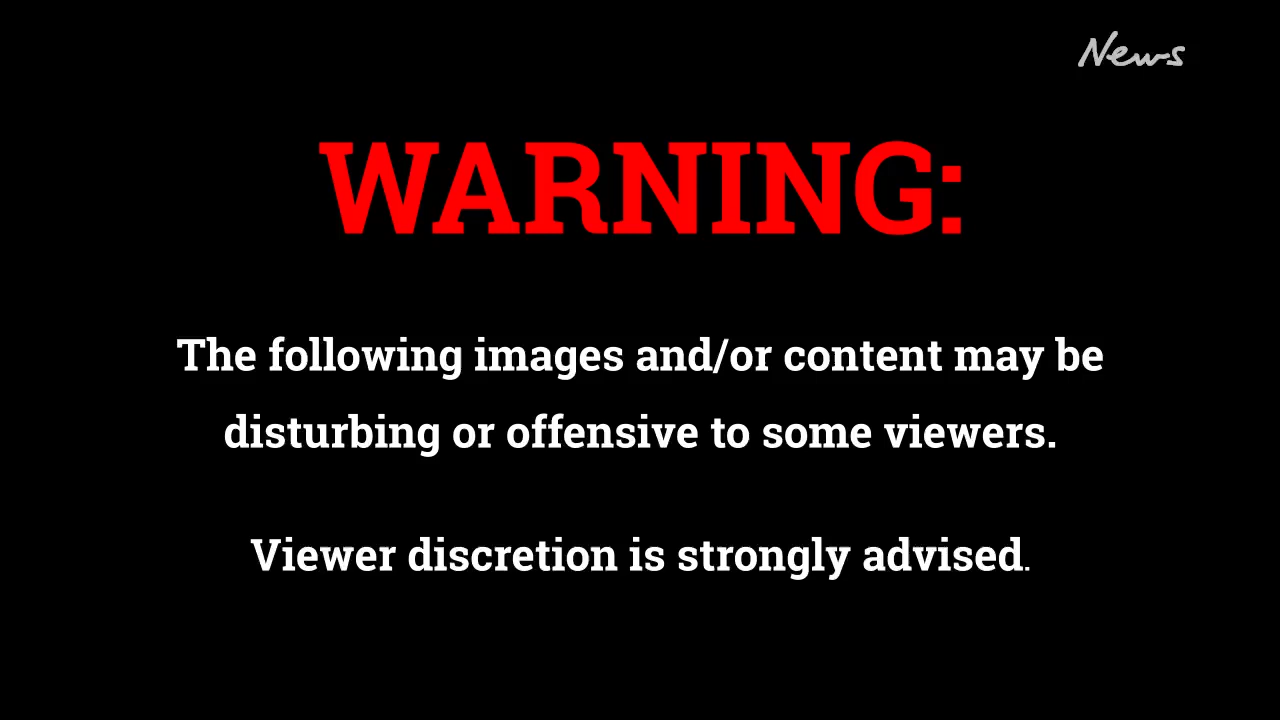 News
WARNING:
The following images and/or content may be
disturbing or offensive to some viewers.
Viewer discretion is strongly advised.